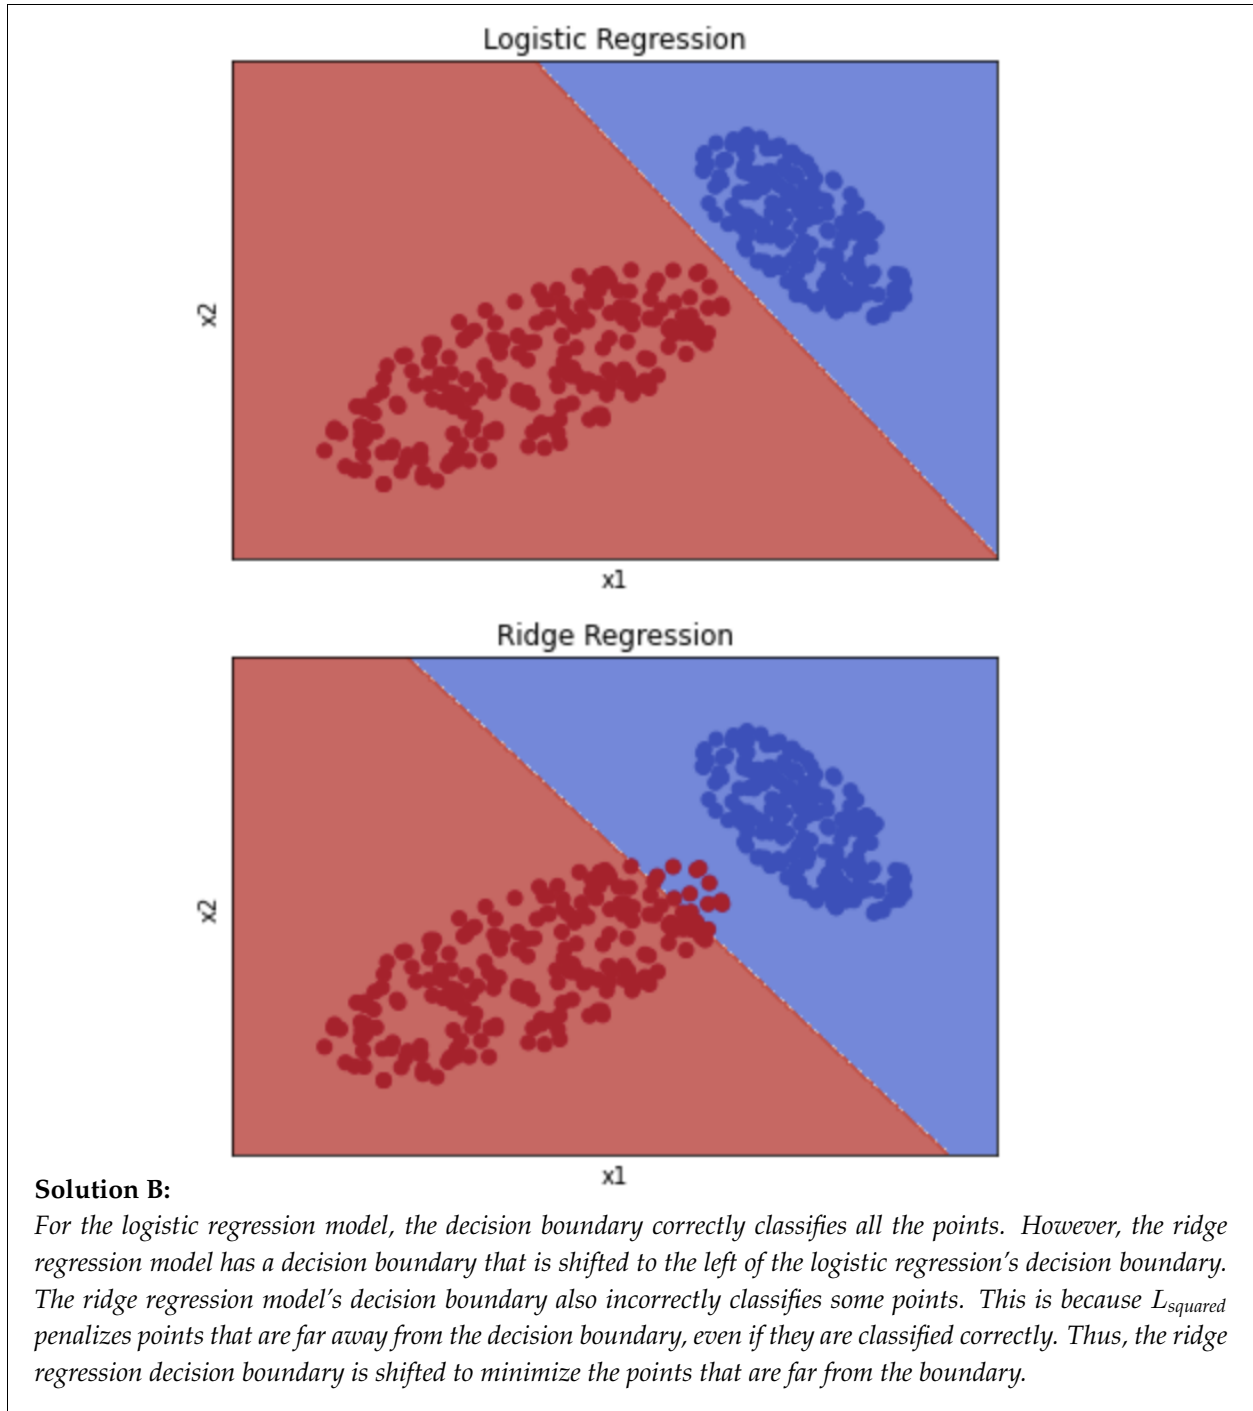 Logistic Regression
x2
x1
Ridge Regression
x2
x1
Solution B:
For the logistic regression model, the decision boundary correctly classifies all the points. However, the ridge
regression model has a decision boundary that is shifted to the left of the logistic regression's decision boundary.
The ridge regression model's decision boundary also incorrectly classifies some points. This is because L_squared
penalizes points that are far away from the decision boundary, even if they are classified correctly. Thus, the ridge
regression decision boundary is shifted to minimize the points that are far from the boundary.